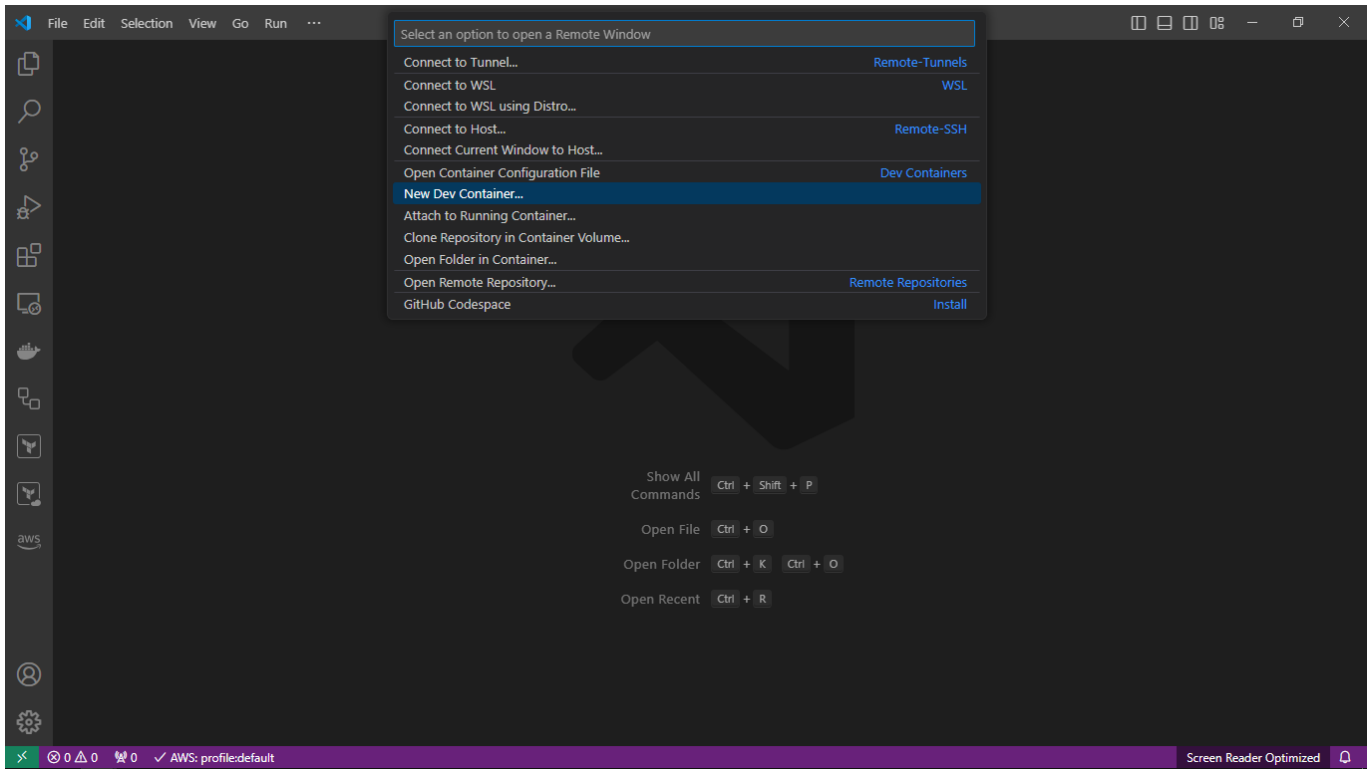 File Edit Selection View Go Run ···
Select an option to open a Remote Window
Connect to Tunnel... Remote-Tunnels
Connect to WSL WSL
Connect to WSL using Distro...
Connect to Host... Remote-SSH
Connect Current Window to Host...
Open Container Configuration File Dev Containers
New Dev Container...
Attach to Running Container...
Clone Repository in Container Volume...
Open Folder in Container...
Open Remote Repository... Remote Repositories
GitHub Codespace Install
aws
Show All
Commands Ctrl + Shift + P
Open File Ctrl + O
Open Folder Ctrl + K Ctrl + O
Open Recent Ctrl + R
0 0 0 AWS: profile:default Screen Reader Optimized